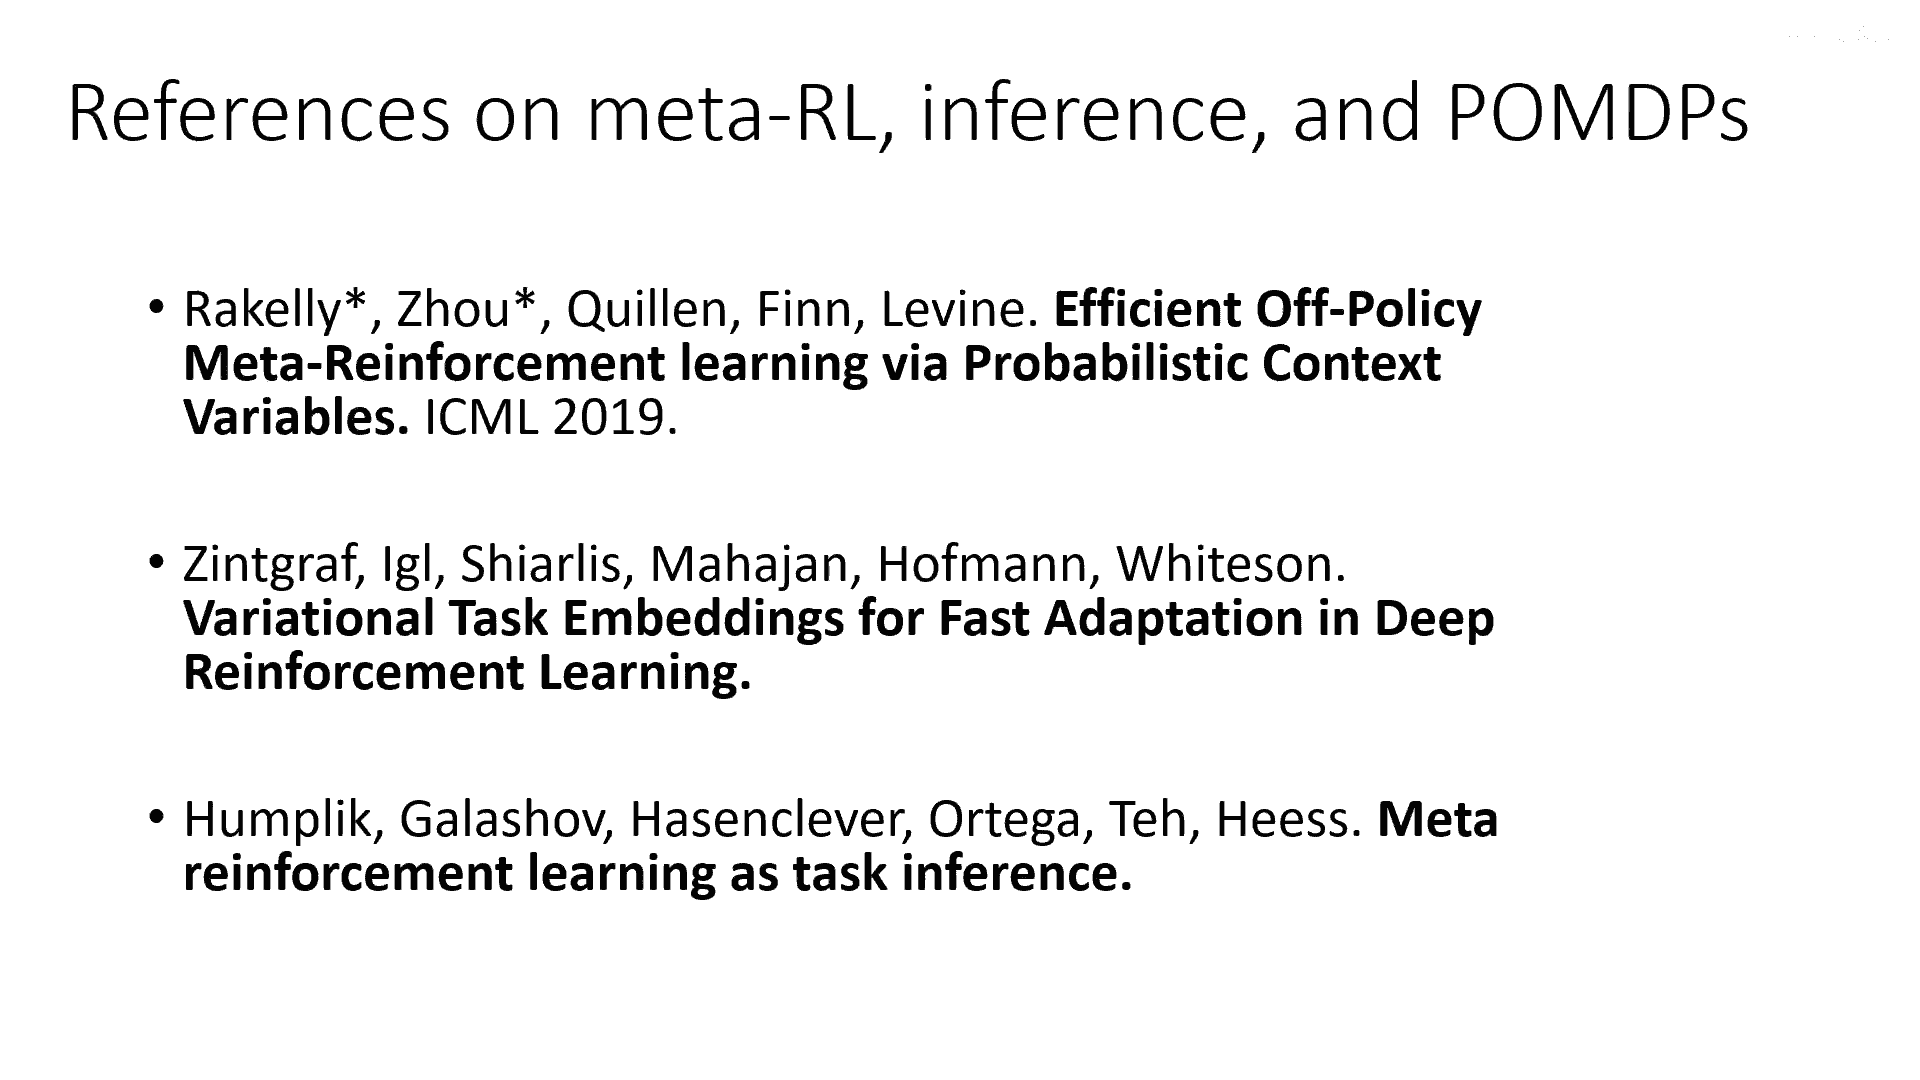 References on meta-RL, inference, and POMDPs
• Rakelly*, Zhou*, Quillen, Finn, Levine. Efficient Off-Policy
Meta-Reinforcement learning via Probabilistic Context
Variables. ICML 2019.
• Zintgraf, Igl, Shiarlis, Mahajan, Hofmann, Whiteson.
Variational Task Embeddings for Fast Adaptation in Deep
Reinforcement Learning.
• Humplik, Galashov, Hasenclever, Ortega, Teh, Heess. Meta
reinforcement learning as task inference.